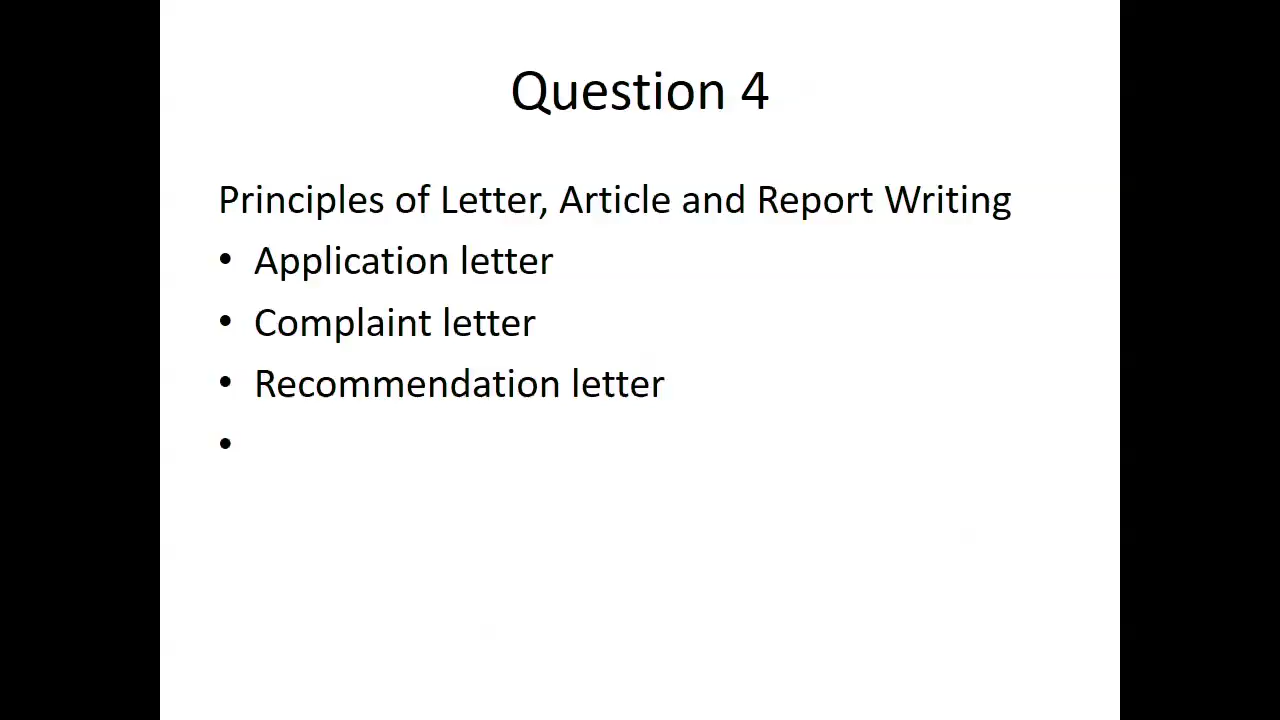 Question 4
Principles of Letter, Article and Report Writing
• Application letter
• Complaint letter
• Recommendation letter
•